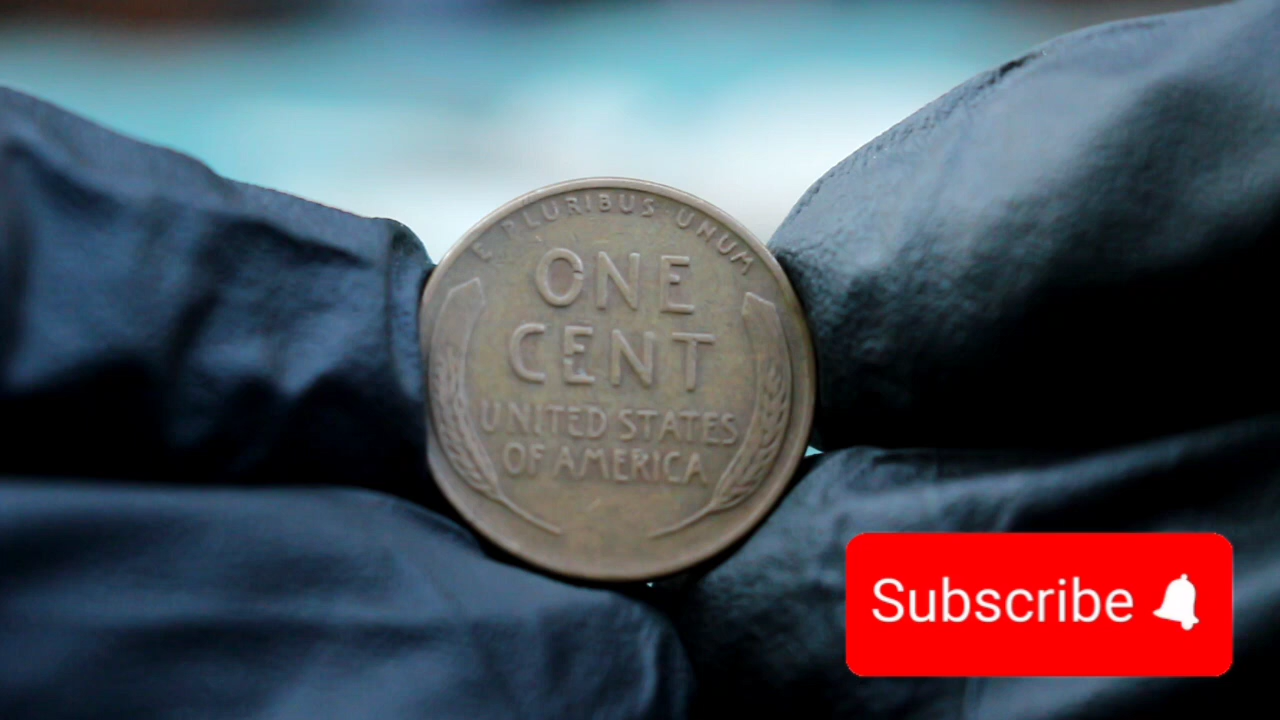 E PLURIBUS UNUM
ONE
CENT
UNITED STATES
OF AMERICA
Subscribe